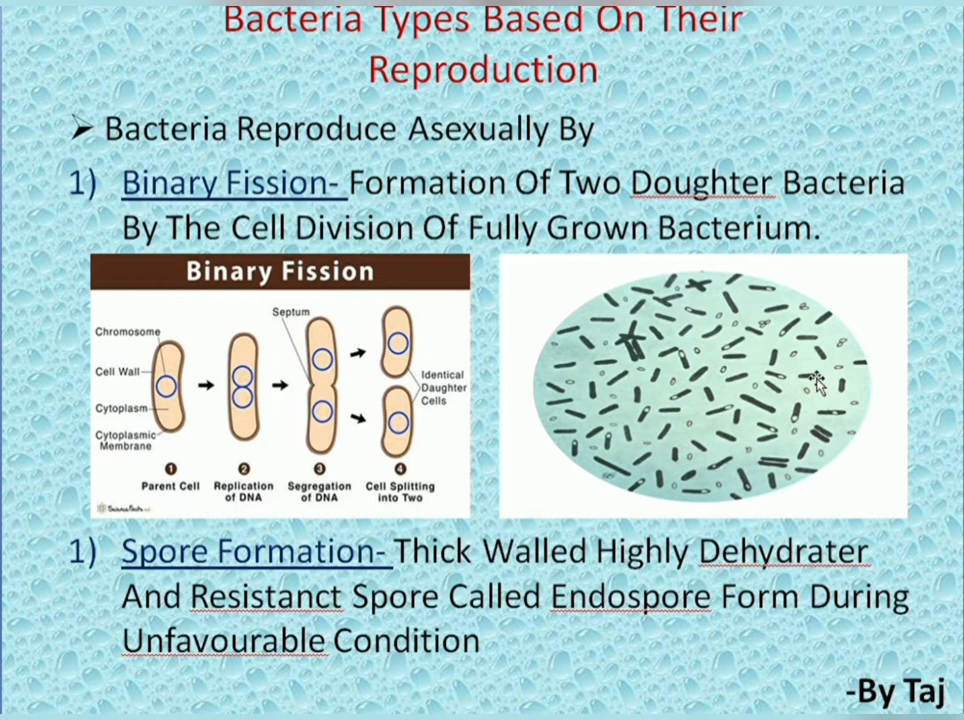 Bacteria Types Based On Their
Reproduction
➢ Bacteria Reproduce Asexually By
1) Binary Fission- Formation Of Two Doughter Bacteria
By The Cell Division Of Fully Grown Bacterium.
Binary Fission
Septum
Chromosome
Cell Wall
Cytoplasm
Cytoplasmic
Membrane
Identical
Daughter
Cells
1 2 3 4
Parent Cell Replication Segregation Cell Splitting
of DNA of DNA into Two
1) Spore Formation- Thick Walled Highly Dehydrater
And Resistanct Spore Called Endospore Form During
Unfavourable Condition
-By Taj